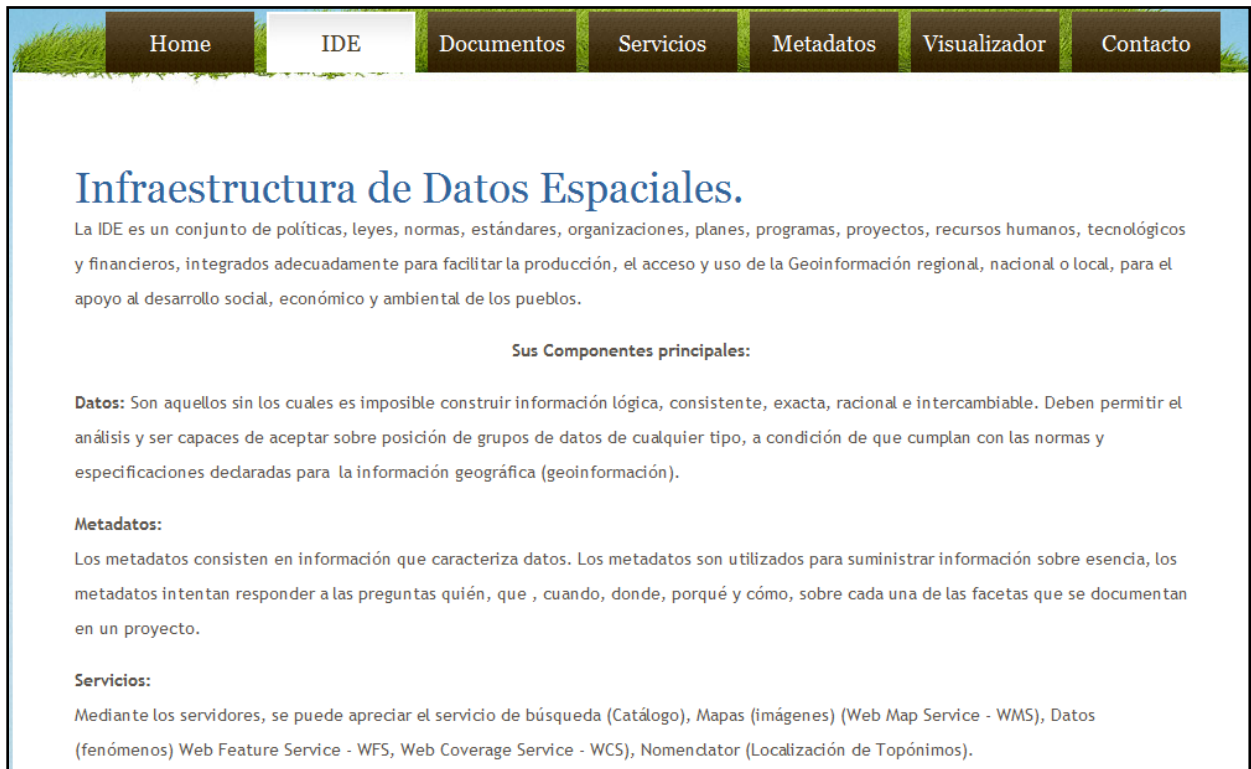 Home IDE Documentos Servicios Metadatos Visualizador Contacto
Infraestructura de Datos Espaciales.
La IDE es un conjunto de políticas, leyes, normas, estándares, organizaciones, planes, programas, proyectos, recursos humanos, tecnológicos
y financieros, integrados adecuadamente para facilitar la producción, el acceso y uso de la Geoinformación regional, nacional o local, para el
apoyo al desarrollo social, económico y ambiental de los pueblos.
Sus Componentes principales:
Datos: Son aquellos sin los cuales es imposible construir información lógica, consistente, exacta, racional e intercambiable. Deben permitir el
análisis y ser capaces de aceptar sobre posición de grupos de datos de cualquier tipo, a condición de que cumplan con las normas y
especificaciones declaradas para la información geográfica (geoinformación).
Metadatos:
Los metadatos consisten en información que caracteriza datos. Los metadatos son utilizados para suministrar información sobre esencia, los
metadatos intentan responder a las preguntas quién, que , cuando, donde, porqué y cómo, sobre cada una de las facetas que se documentan
en un proyecto.
Servicios:
Mediante los servidores, se puede apreciar el servicio de búsqueda (Catálogo), Mapas (imágenes) (Web Map Service - WMS), Datos
(fenómenos) Web Feature Service - WFS, Web Coverage Service - WCS), Nomenclator (Localización de Topónimos).